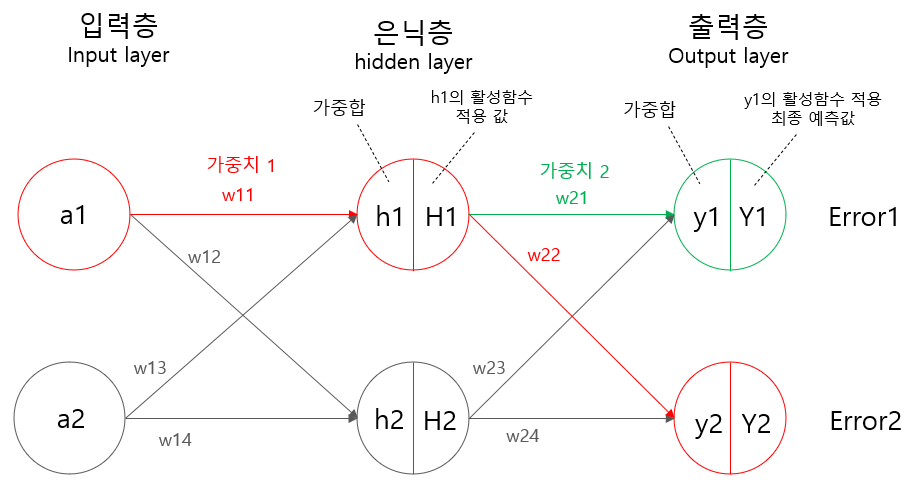 입력층
Input layer
은닉층
hidden layer
출력층
Output layer
가중합
h1의 활성함수
적용 값
가중합
y1의 활성함수 적용
최종 예측값
가중치 1
w11
가중치 2
w21
a1
h1
H1
y1
Y1
Error1
w12
w22
w13
w23
a2
h2
H2
y2
Y2
Error2
w14
w24